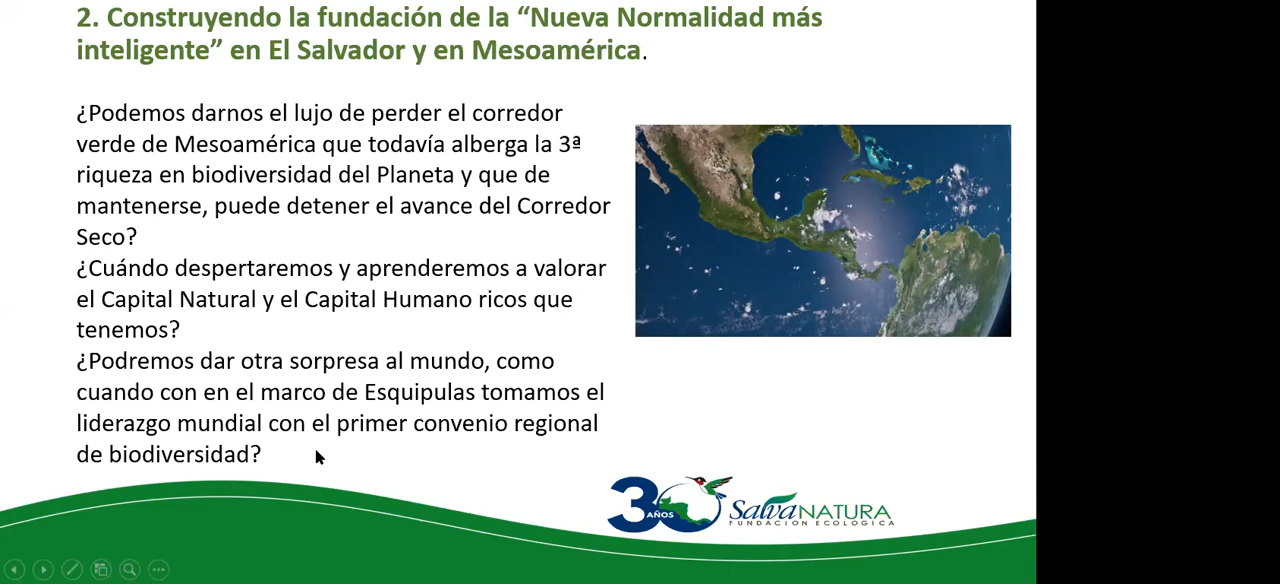 2. Construyendo la fundación de la “Nueva Normalidad más
inteligente” en El Salvador y en Mesoamérica.
¿Podemos darnos el lujo de perder el corredor
verde de Mesoamérica que todavía alberga la 3ª
riqueza en biodiversidad del Planeta y que de
mantenerse, puede detener el avance del Corredor
Seco?
¿Cuándo despertaremos y aprenderemos a valorar
el Capital Natural y el Capital Humano ricos que
tenemos?
¿Podremos dar otra sorpresa al mundo, como
cuando con en el marco de Esquipulas tomamos el
liderazgo mundial con el primer convenio regional
de biodiversidad?
30 AÑOS
SalvaNATURA
FUNDACIÓN ECOLÓGICA